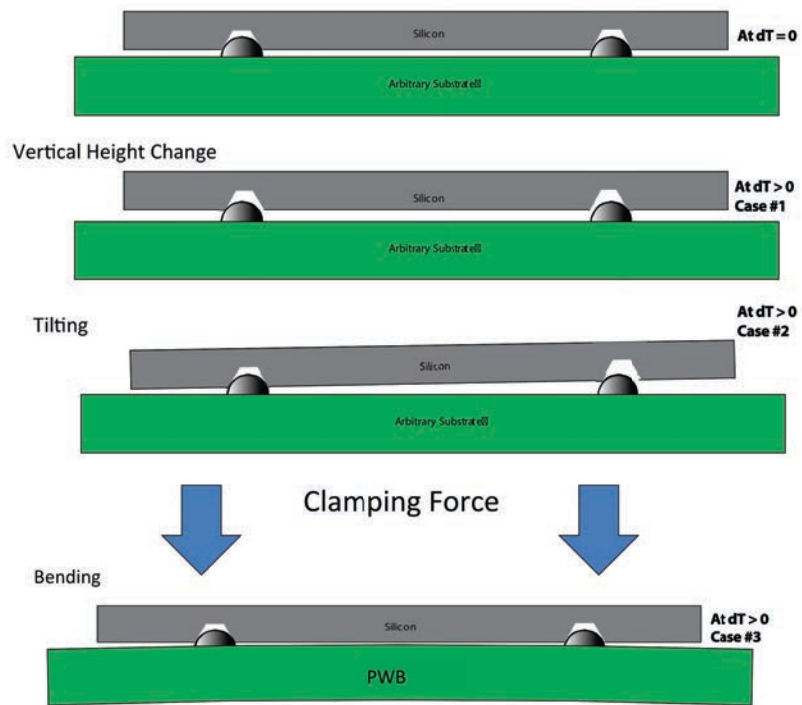 Silicon
At dT = 0
Arbitrary Substrate
Vertical Height Change
Silicon
At dT > 0
Case #1
Arbitrary Substrate
Tilting
At dT > 0
Case #2
Silicon
Arbitrary Substrate
Clamping Force
Bending
Silicon
At dT > 0
Case #3
PWB